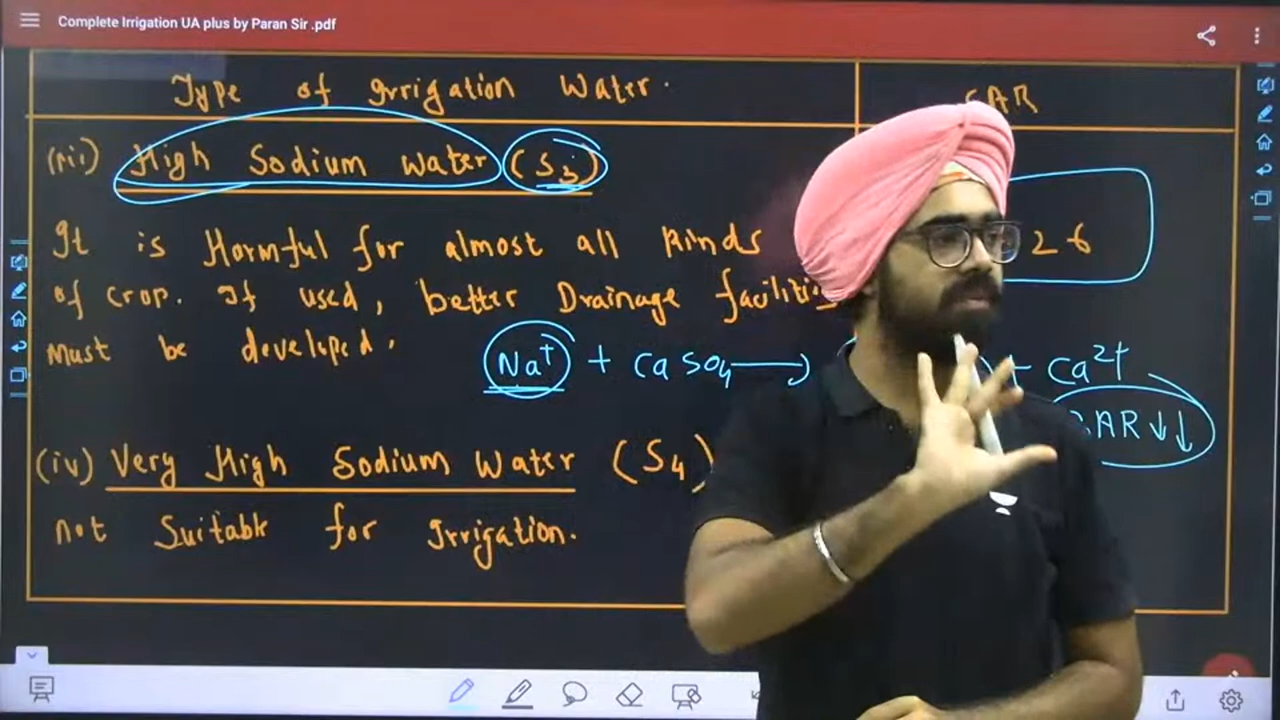 Complete Irrigation UA plus by Paran Sir .pdf
Type of Irrigation Water.
SAR
(iii) High Sodium Water (S3)
It is Harmful for almost all kinds
26
of crop. If used, better Drainage facilities
must be developed.
Na+ + CaSO4 → + Ca2+
SAR ↓↓
(iv) Very High Sodium Water (S4)
not Suitable for Irrigation.